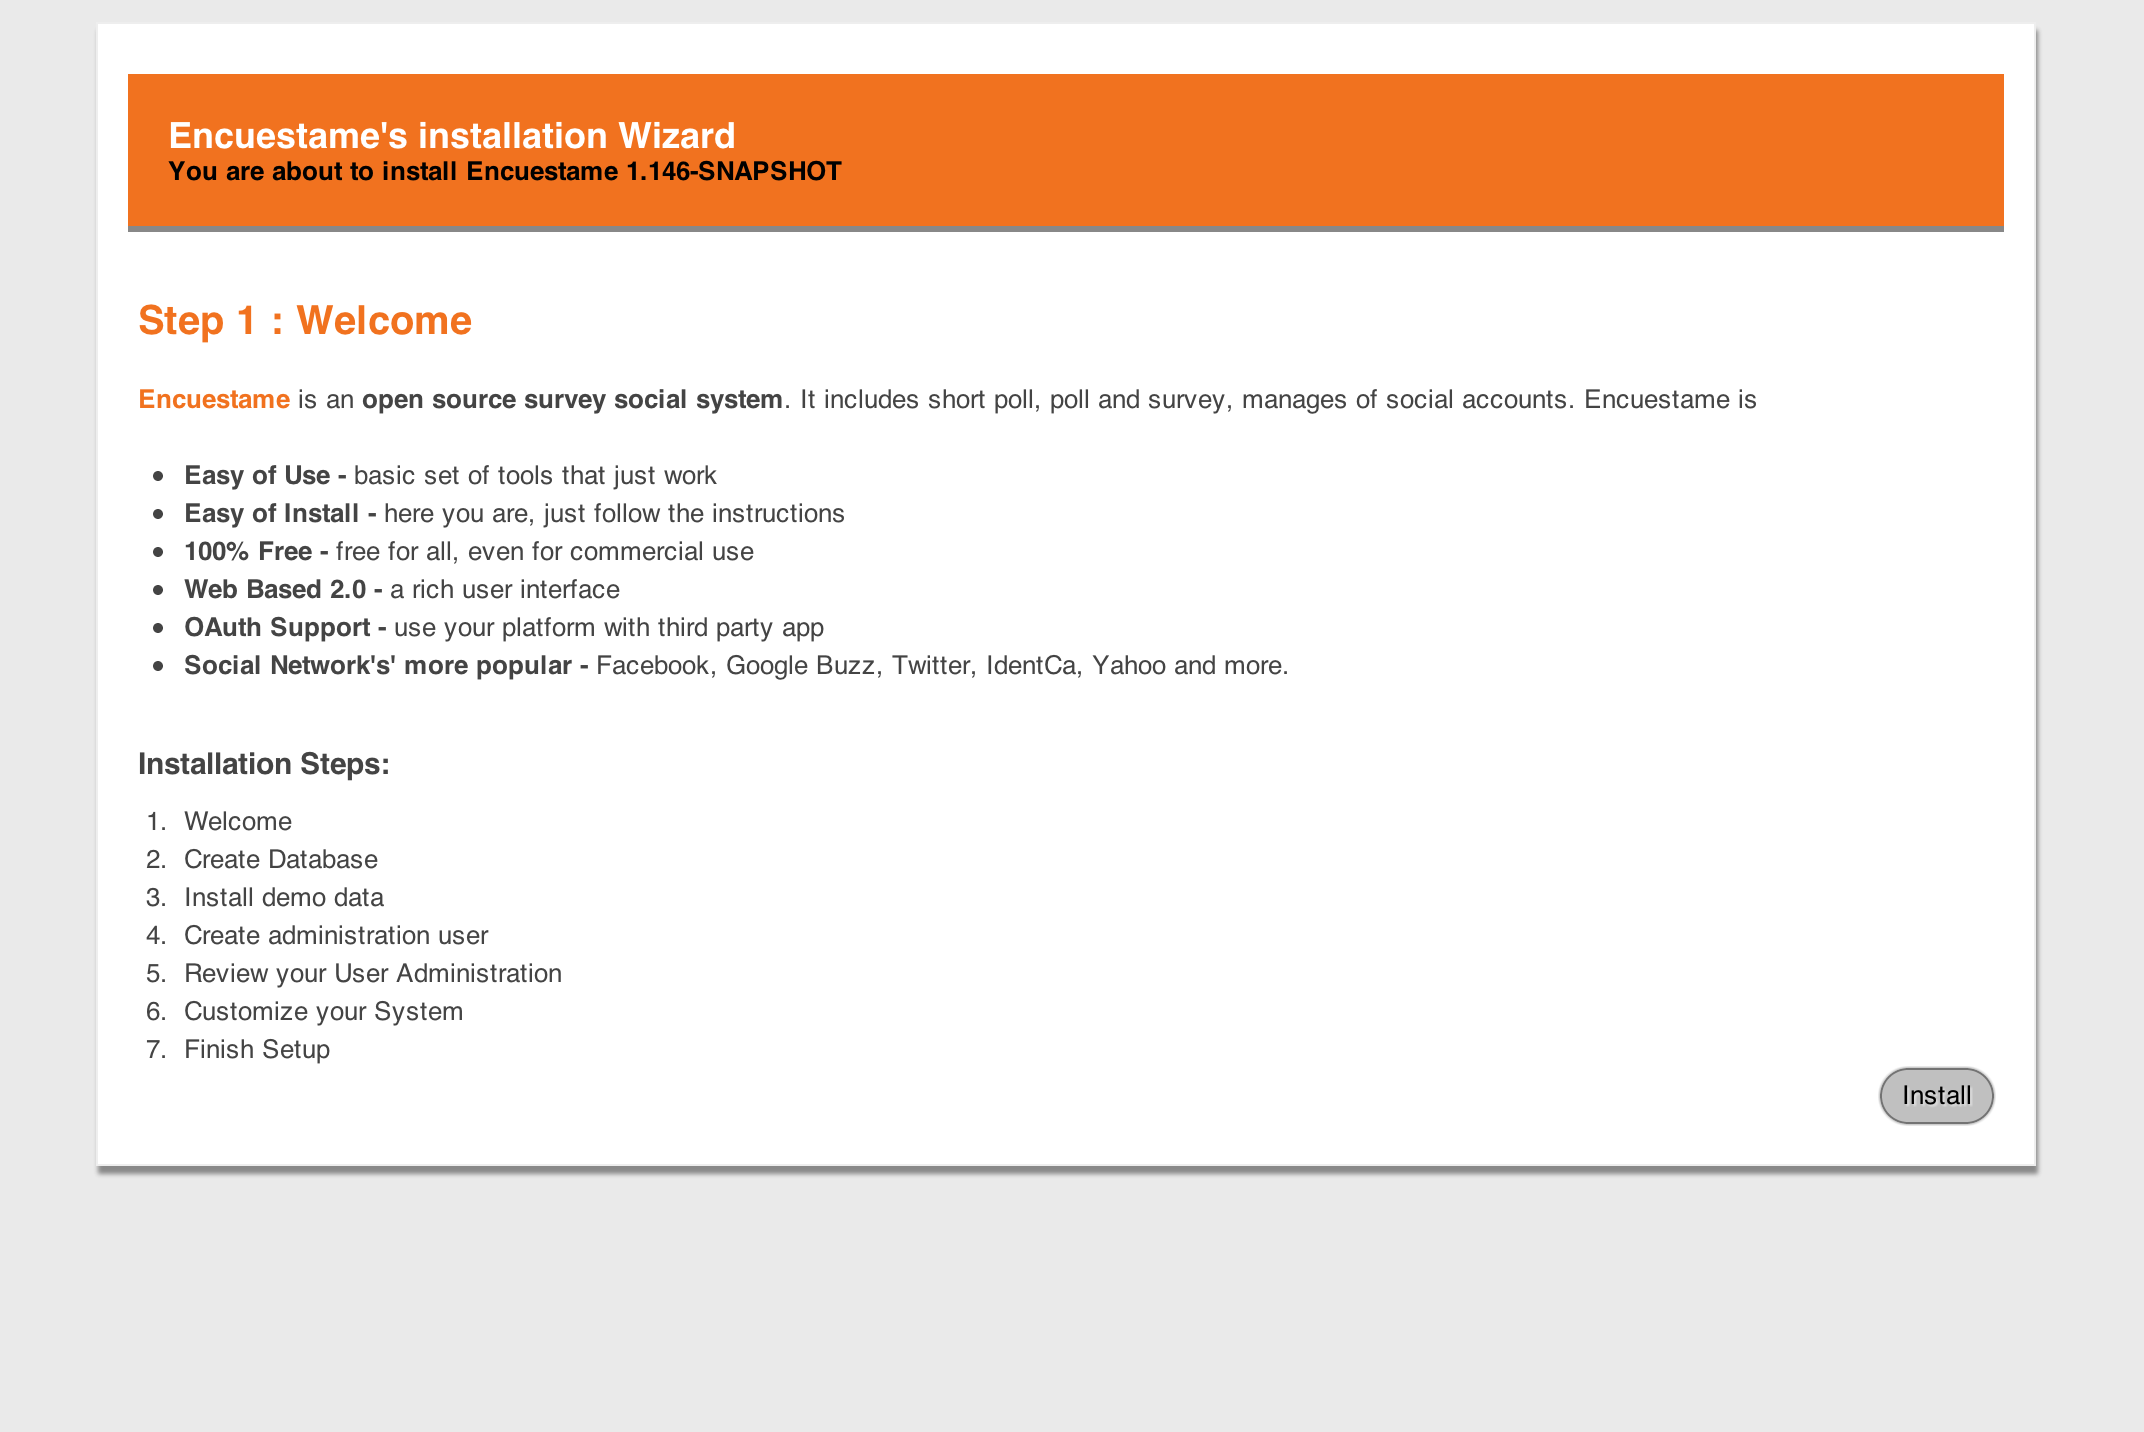 Encuestame's installation Wizard
You are about to install Encuestame 1.146-SNAPSHOT
Step 1 : Welcome
Encuestame is an open source survey social system. It includes short poll, poll and survey, manages of social accounts. Encuestame is
• Easy of Use - basic set of tools that just work
• Easy of Install - here you are, just follow the instructions
• 100% Free - free for all, even for commercial use
• Web Based 2.0 - a rich user interface
• OAuth Support - use your platform with third party app
• Social Network's' more popular - Facebook, Google Buzz, Twitter, IdentCa, Yahoo and more.
Installation Steps:
1. Welcome
2. Create Database
3. Install demo data
4. Create administration user
5. Review your User Administration
6. Customize your System
7. Finish Setup
Install